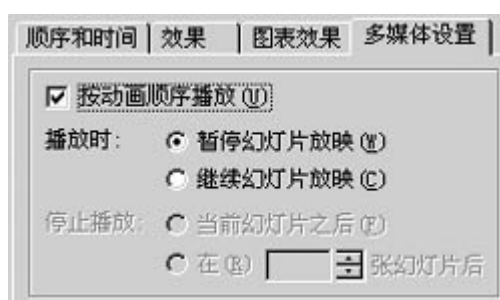 顺序和时间 效果 图表效果 多媒体设置
按动画顺序播放(U)
播放时: 暂停幻灯片放映(W)
继续幻灯片放映(C)
停止播放: 当前幻灯片之后(F)
在(R) 张幻灯片后